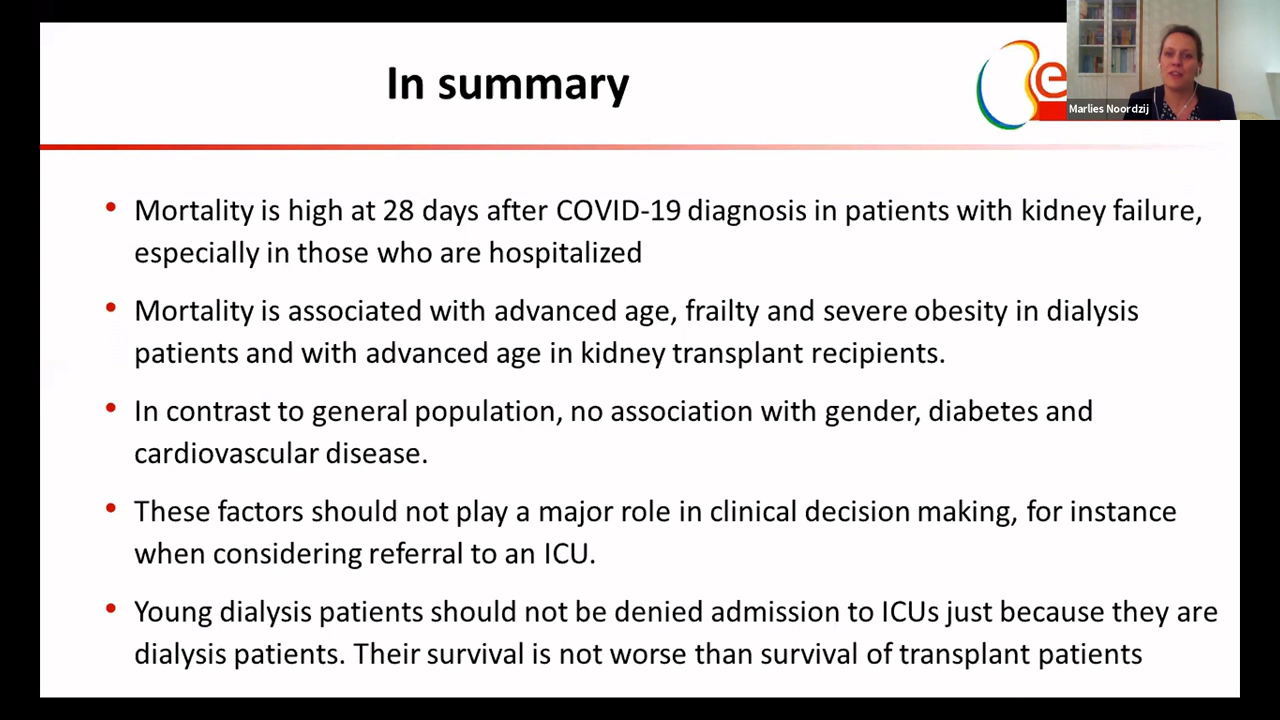 In summary
e
Marlies Noordzij
• Mortality is high at 28 days after COVID-19 diagnosis in patients with kidney failure,
especially in those who are hospitalized
• Mortality is associated with advanced age, frailty and severe obesity in dialysis
patients and with advanced age in kidney transplant recipients.
• In contrast to general population, no association with gender, diabetes and
cardiovascular disease.
• These factors should not play a major role in clinical decision making, for instance
when considering referral to an ICU.
• Young dialysis patients should not be denied admission to ICUs just because they are
dialysis patients. Their survival is not worse than survival of transplant patients